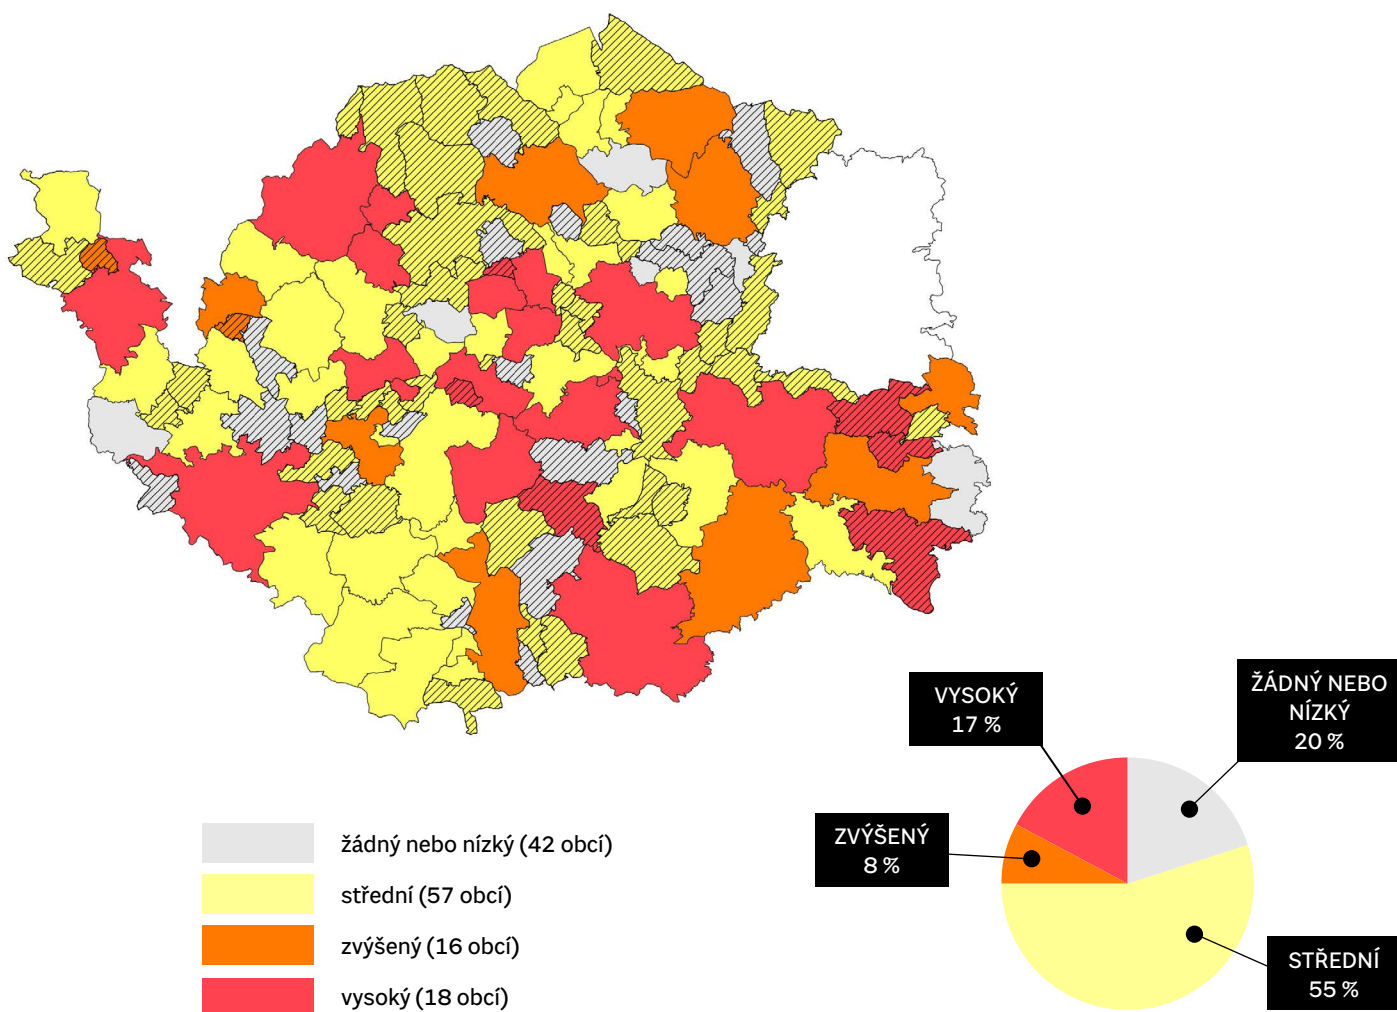 VYSOKÝ
17 %
ŽÁDNÝ NEBO
NÍZKÝ
20 %
ZVÝŠENÝ
8 %
STŘEDNÍ
55 %
žádný nebo nízký (42 obcí)
střední (57 obcí)
zvýšený (16 obcí)
vysoký (18 obcí)